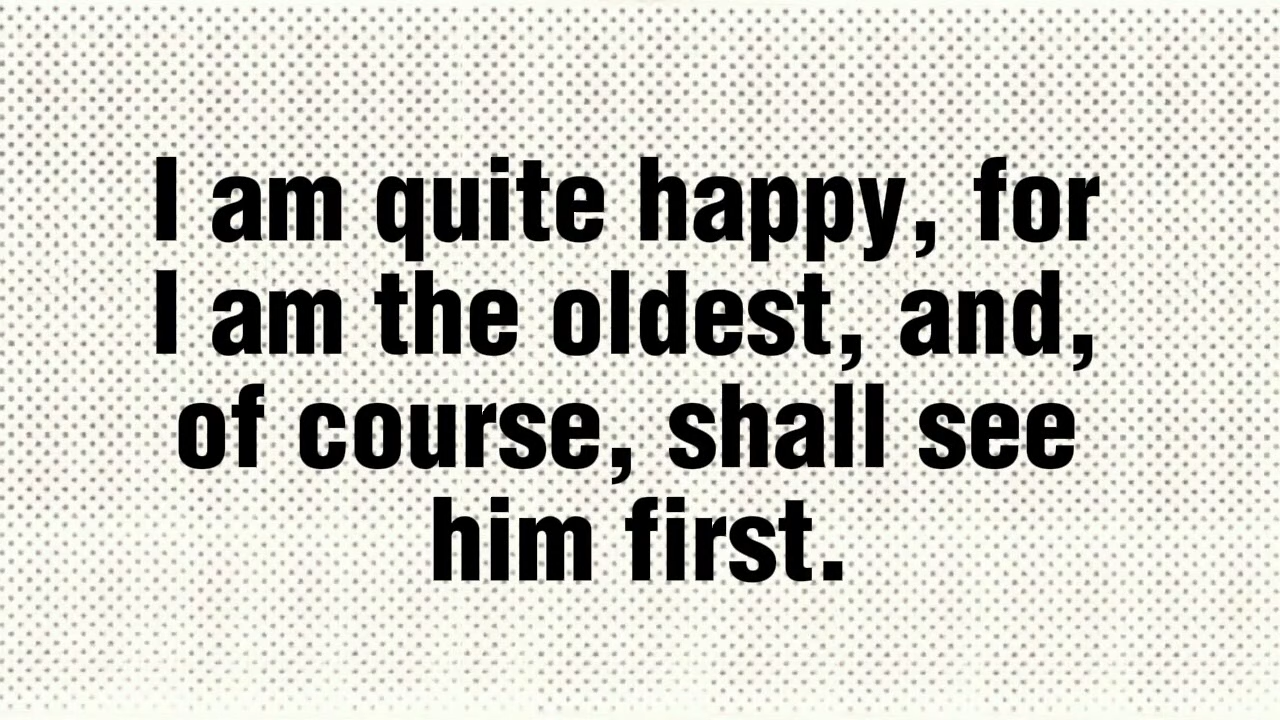 I am quite happy, for
I am the oldest, and,
of course, shall see
him first.